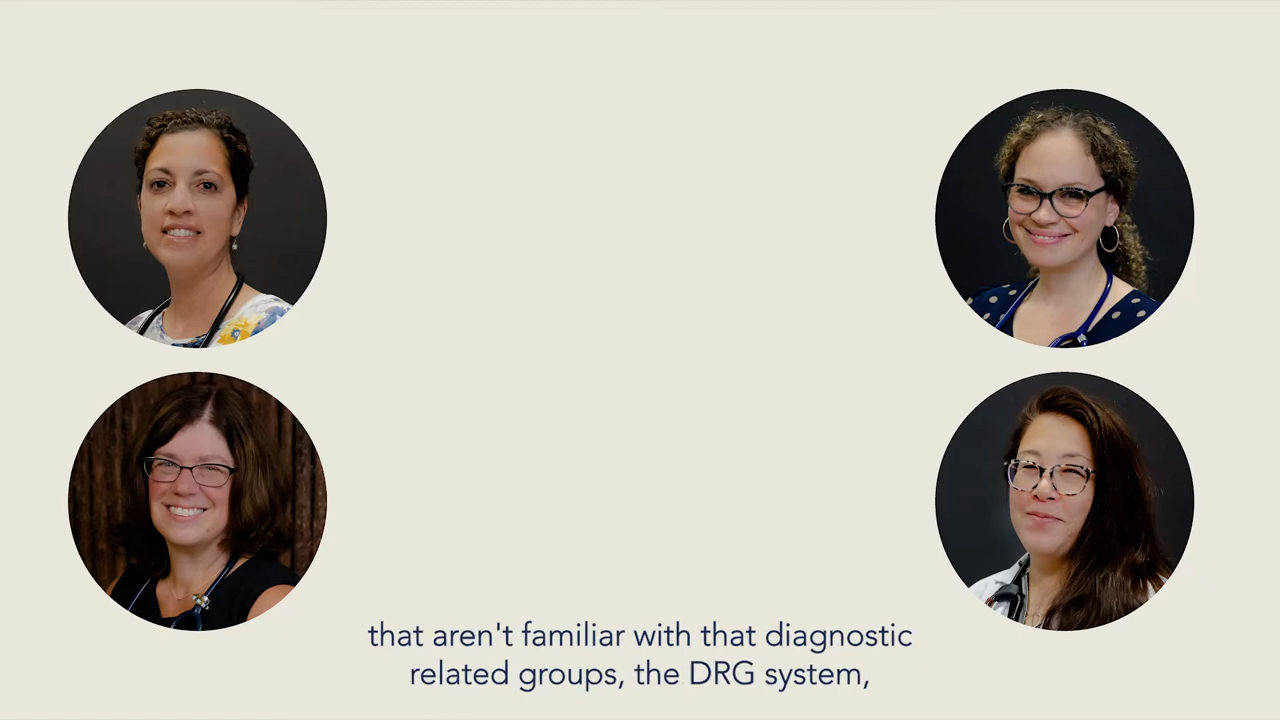 that aren't familiar with that diagnostic
related groups, the DRG system,